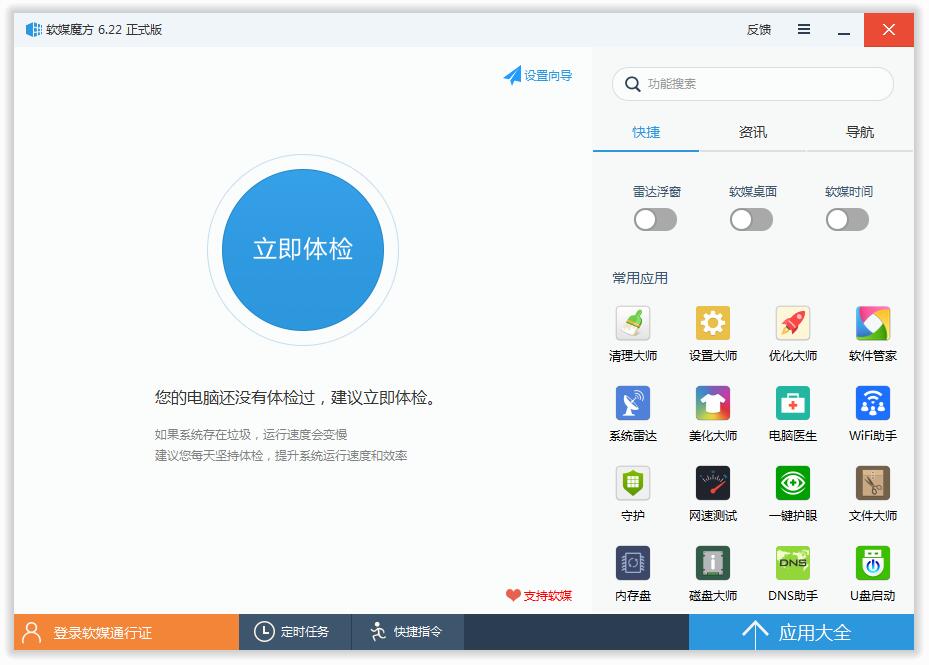 软媒魔方 6.22 正式版
反馈
设置向导
功能搜索
快捷 资讯 导航
雷达浮窗 软媒桌面 软媒时间
立即体检
常用应用
清理大师 设置大师 优化大师 软件管家
您的电脑还没有体检过，建议立即体检。
如果系统存在垃圾，运行速度会变慢
建议您每天坚持体检，提升系统运行速度和效率
系统雷达 美化大师 电脑医生 WiFi助手
守护 网速测试 一键护眼 文件大师
DNS
内存盘 磁盘大师 DNS助手 U盘启动
支持软媒
登录软媒通行证 定时任务 快捷指令 应用大全